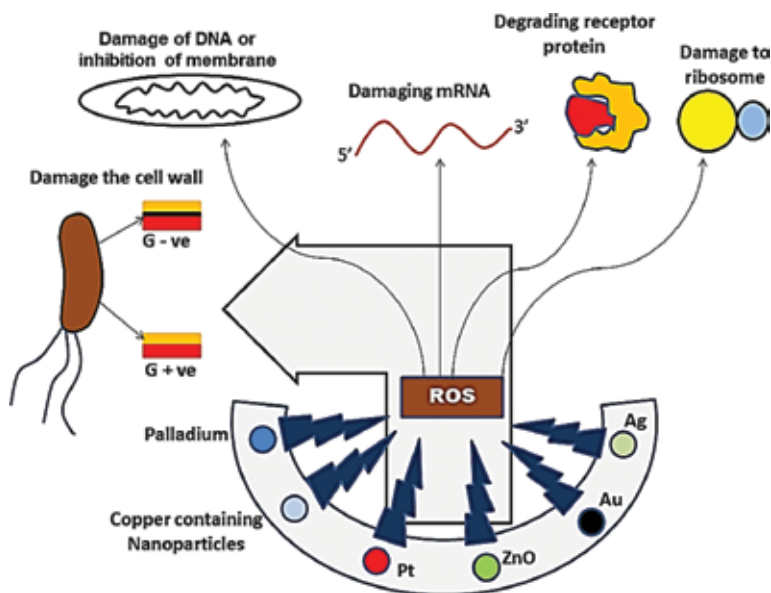 Damage of DNA or
inhibition of membrane
Damaging mRNA
5′
3′
Degrading receptor
protein
Damage to
ribosome
Damage the cell wall
G - ve
G + ve
ROS
Palladium
Copper containing
Nanoparticles
Pt
ZnO
Au
Ag